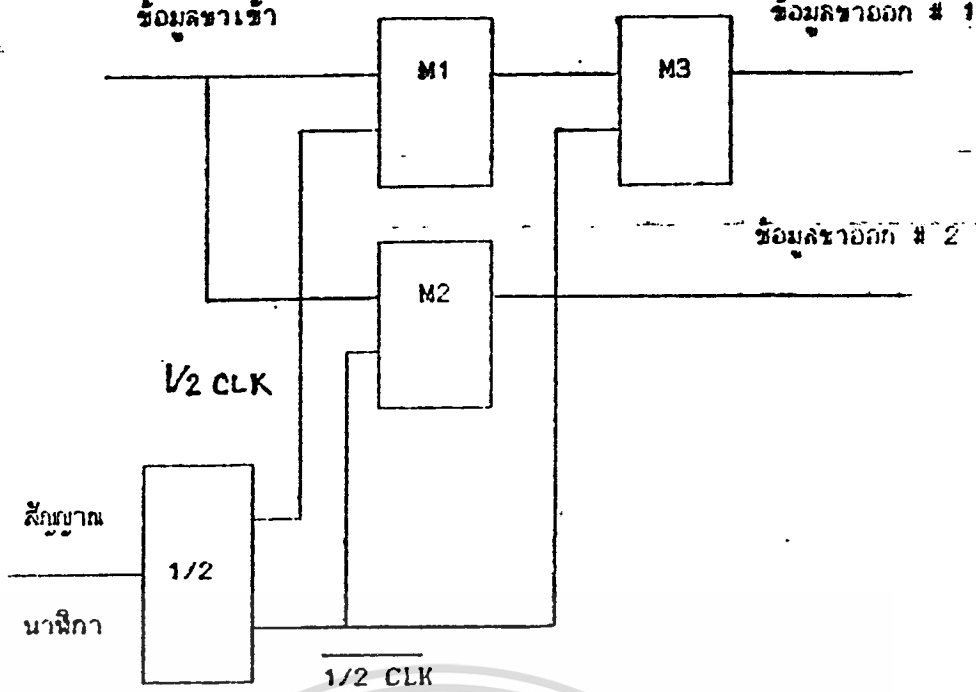 ข้อมูลขาเข้า
ข้อมูลขาออก # 1
M1
M3
ข้อมูลขาออก # 2
M2
1/2 CLK
สัญญาณ
1/2
นาฬิกา
1/2 CLK